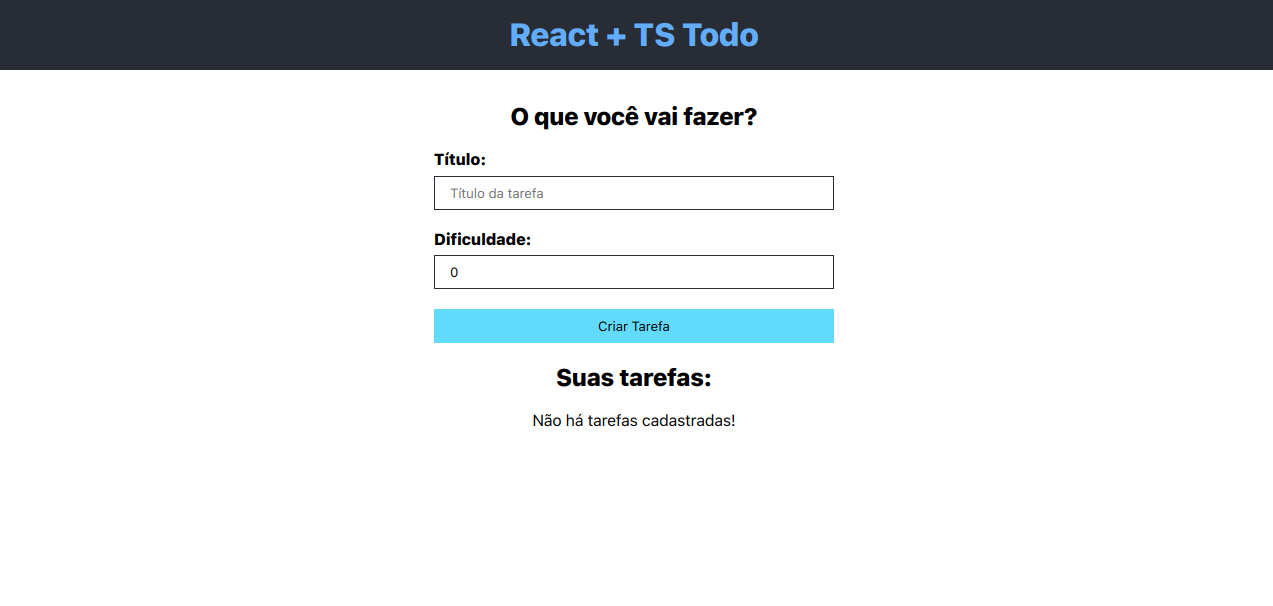 React + TS Todo
O que você vai fazer?
Título:
Título da tarefa
Dificuldade:
0
Criar Tarefa
Suas tarefas:
Não há tarefas cadastradas!